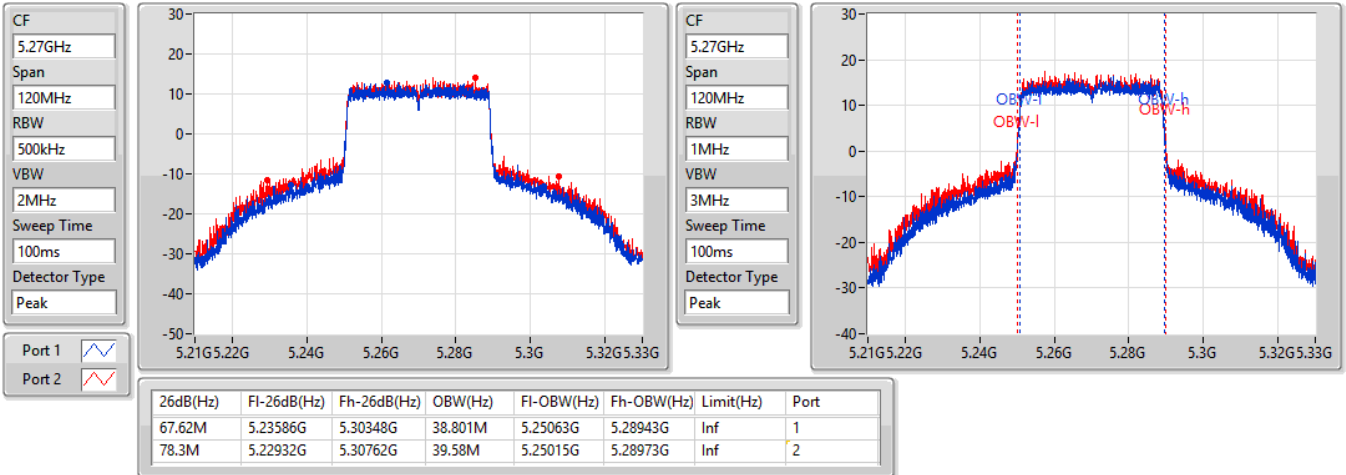 CF
5.27GHz
Span
120MHz
RBW
500kHz
VBW
2MHz
Sweep Time
100ms
Detector Type
Peak
Port 1
Port 2
30
20
10
0
-10
-20
-30
-40
-50
5.21G 5.22G 5.24G 5.26G 5.28G 5.3G 5.32G 5.33G
CF
5.27GHz
Span
120MHz
RBW
1MHz
VBW
3MHz
Sweep Time
100ms
Detector Type
Peak
30
20
10
0
-10
-20
-30
-40
OBW-l
OBW-l
OBW-h
OBW-h
5.21G 5.22G 5.24G 5.26G 5.28G 5.3G 5.32G 5.33G
26dB(Hz) Fl-26dB(Hz) Fh-26dB(Hz) OBW(Hz) Fl-OBW(Hz) Fh-OBW(Hz) Limit(Hz) Port
67.62M 5.23586G 5.30348G 38.801M 5.25063G 5.28943G Inf 1
78.3M 5.22932G 5.30762G 39.58M 5.25015G 5.28973G Inf 2